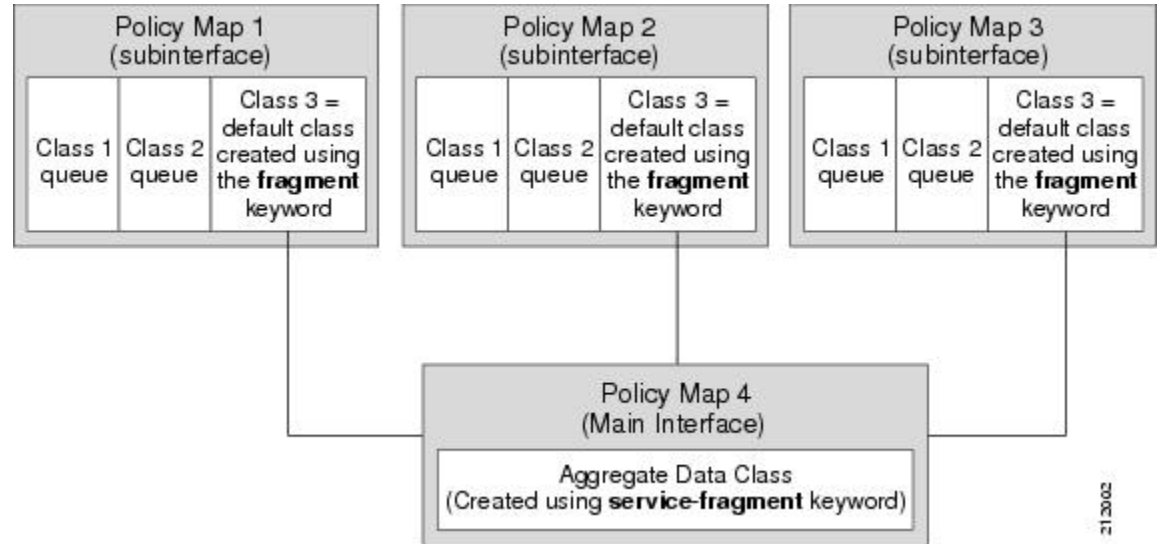 Policy Map 1
(subinterface)
Class 1
queue
Class 2
queue
Class 3 =
default class
created using
the fragment
keyword
Policy Map 2
(subinterface)
Class 1
queue
Class 2
queue
Class 3 =
default class
created using
the fragment
keyword
Policy Map 3
(subinterface)
Class 1
queue
Class 2
queue
Class 3 =
default class
created using
the fragment
keyword
Policy Map 4
(Main Interface)
Aggregate Data Class
(Created using service-fragment keyword)
212002